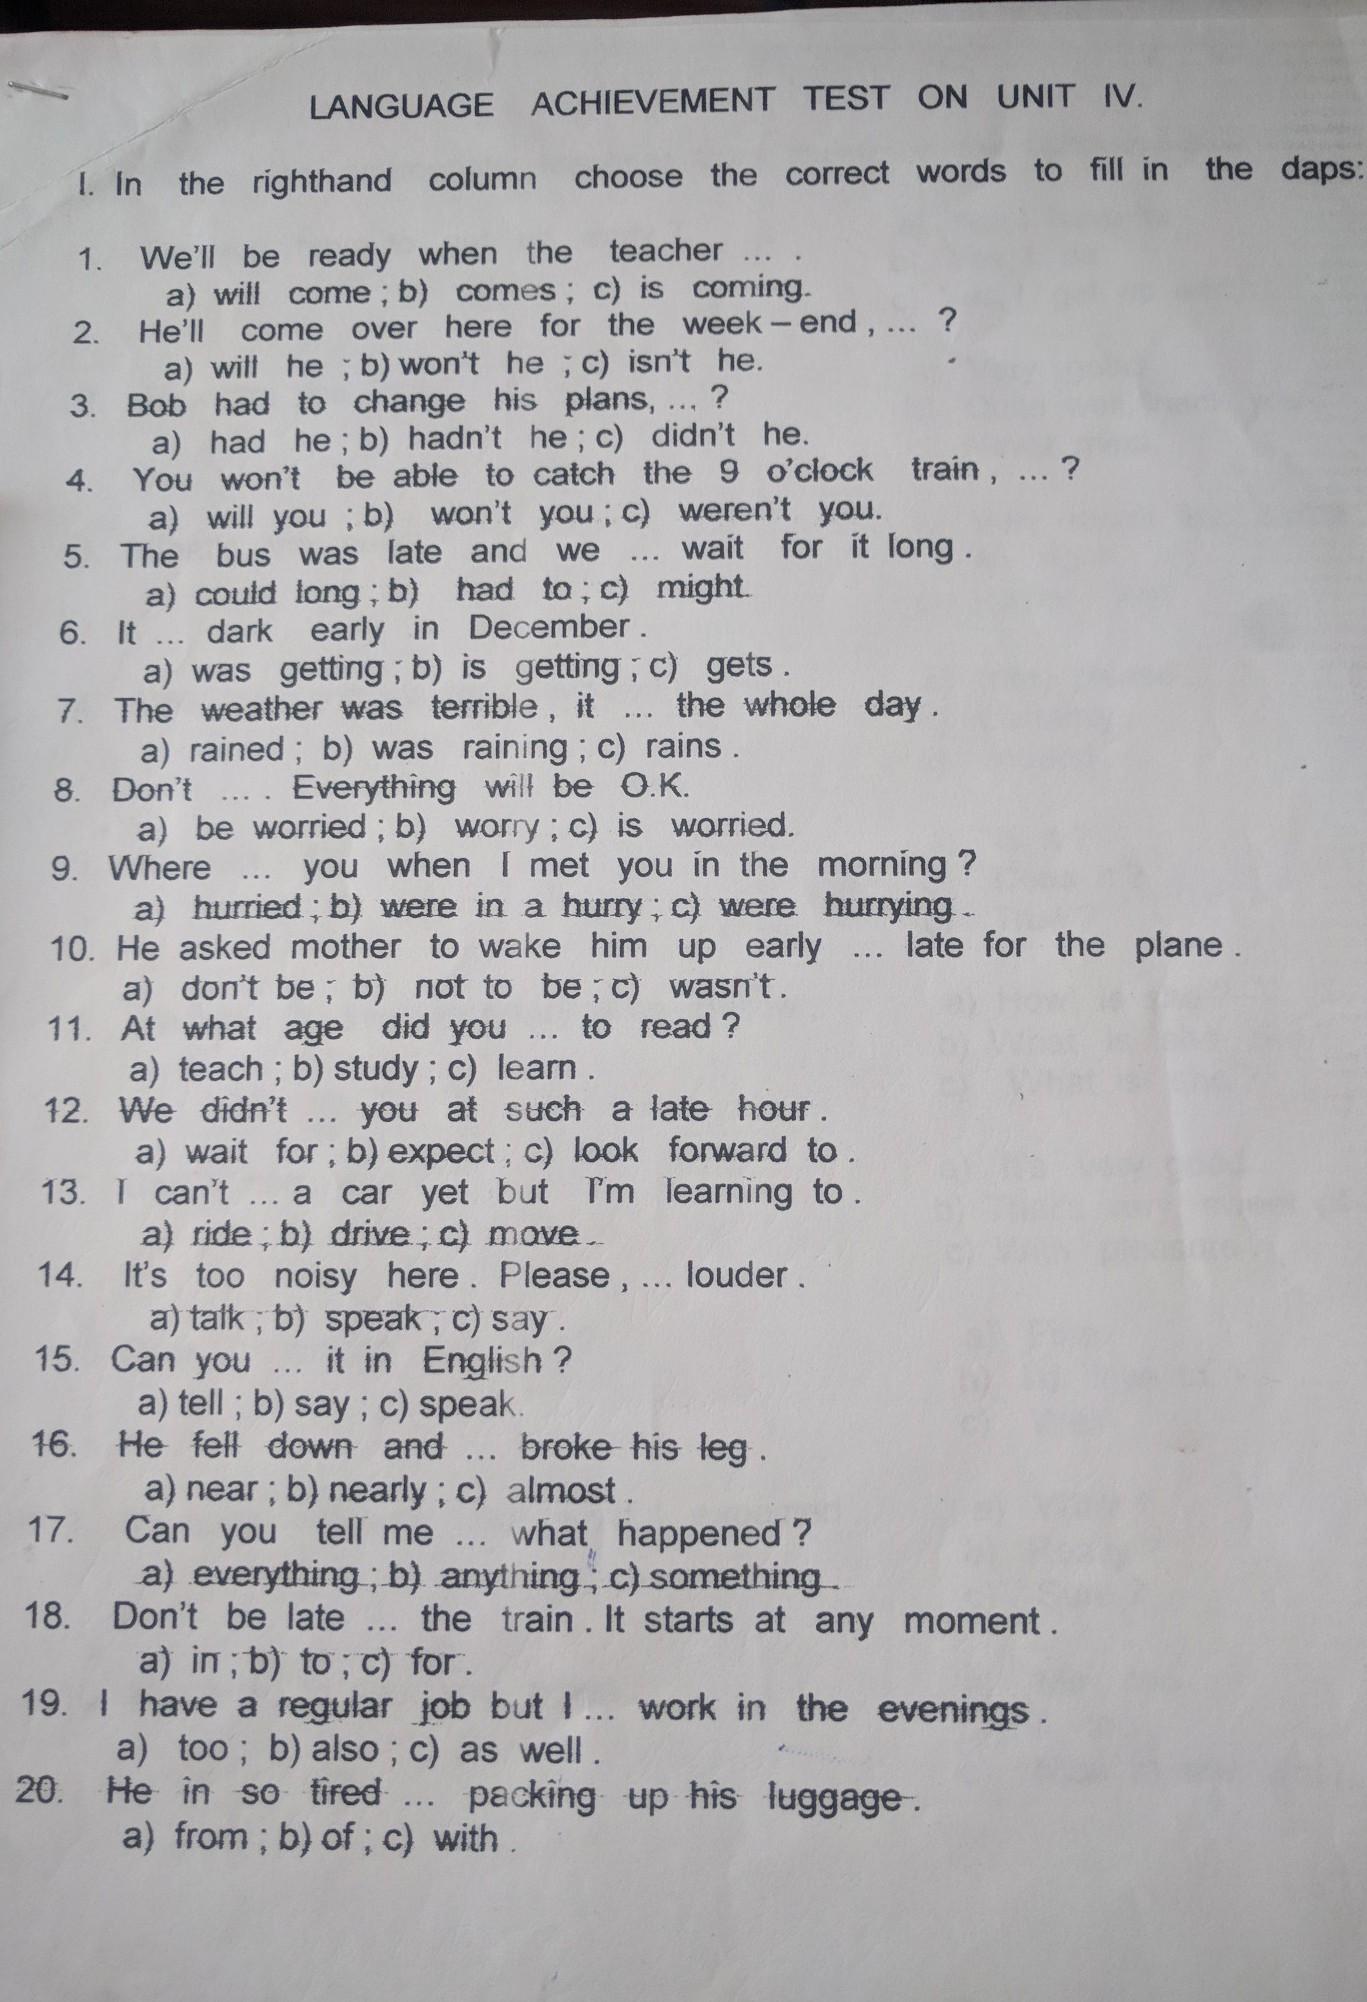 LANGUAGE ACHIEVEMENT TEST ON UNIT IV.
I. In the righthand column choose the correct words to fill in the daps:
1. We'll be ready when the teacher ... .
a) will come ; b) comes ; c) is coming.
2. He'll come over here for the week – end , ... ?
a) will he ; b) won't he ; c) isn't he.
3. Bob had to change his plans, ... ?
a) had he ; b) hadn't he ; c) didn't he.
4. You won't be able to catch the 9 o'clock train , ... ?
a) will you ; b) won't you ; c) weren't you.
5. The bus was late and we ... wait for it long .
a) could long ; b) had to ; c) might.
6. It ... dark early in December .
a) was getting ; b) is getting ; c) gets .
7. The weather was terrible , it ... the whole day .
a) rained ; b) was raining ; c) rains .
8. Don't ... . Everything will be O.K.
a) be worried ; b) worry ; c) is worried.
9. Where ... you when I met you in the morning ?
a) hurried ; b) were in a hurry ; c) were hurrying .
10. He asked mother to wake him up early ... late for the plane .
a) don't be ; b) not to be ; c) wasn't .
11. At what age did you ... to read ?
a) teach ; b) study ; c) learn .
12. We didn't ... you at such a late hour .
a) wait for ; b) expect ; c) look forward to .
13. I can't ... a car yet but I'm learning to .
a) ride ; b) drive ; c) move .
14. It's too noisy here . Please , ... louder .
a) talk ; b) speak ; c) say .
15. Can you ... it in English ?
a) tell ; b) say ; c) speak.
16. He fell down and ... broke his leg .
a) near ; b) nearly ; c) almost .
17. Can you tell me ... what happened ?
a) everything ; b) anything ; c) something .
18. Don't be late ... the train . It starts at any moment .
a) in ; b) to ; c) for .
19. I have a regular job but I ... work in the evenings .
a) too ; b) also ; c) as well .
20. He in so tired ... packing up his luggage .
a) from ; b) of ; c) with .